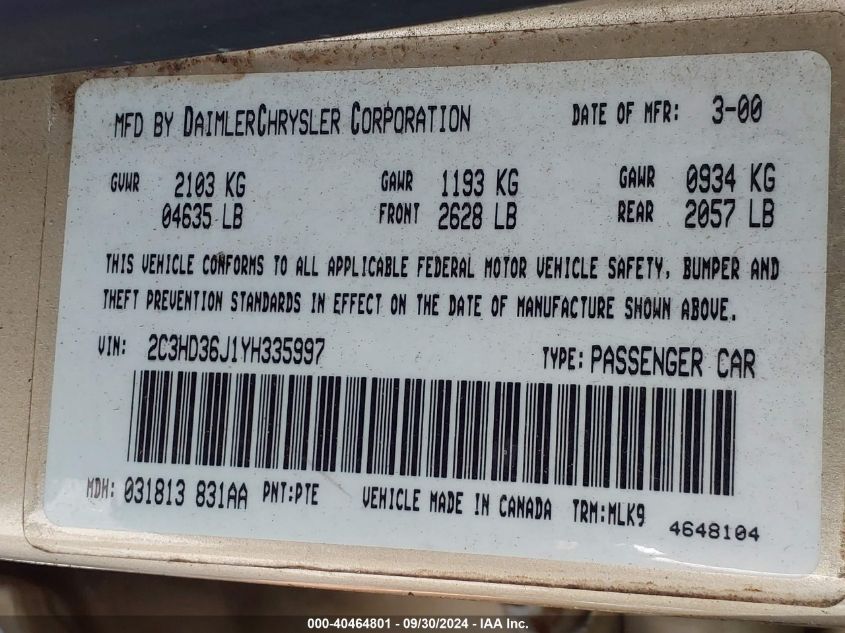 MFD BY DAIMLERCHRYSLER CORPORATION DATE OF MFR: 3-00
GVWR 2103 KG GAWR 1193 KG GAWR 0934 KG
04635 LB FRONT 2628 LB REAR 2057 LB
THIS VEHICLE CONFORMS TO ALL APPLICABLE FEDERAL MOTOR VEHICLE SAFETY, BUMPER AND
THEFT PREVENTION STANDARDS IN EFFECT ON THE DATE OF MANUFACTURE SHOWN ABOVE.
VIN: 2C3HD36J1YH335997 TYPE: PASSENGER CAR
MDH: 031813 831AA PNT:PTE VEHICLE MADE IN CANADA TRM:MLK9
4648104
000-40464801 - 09/30/2024 - IAA Inc.